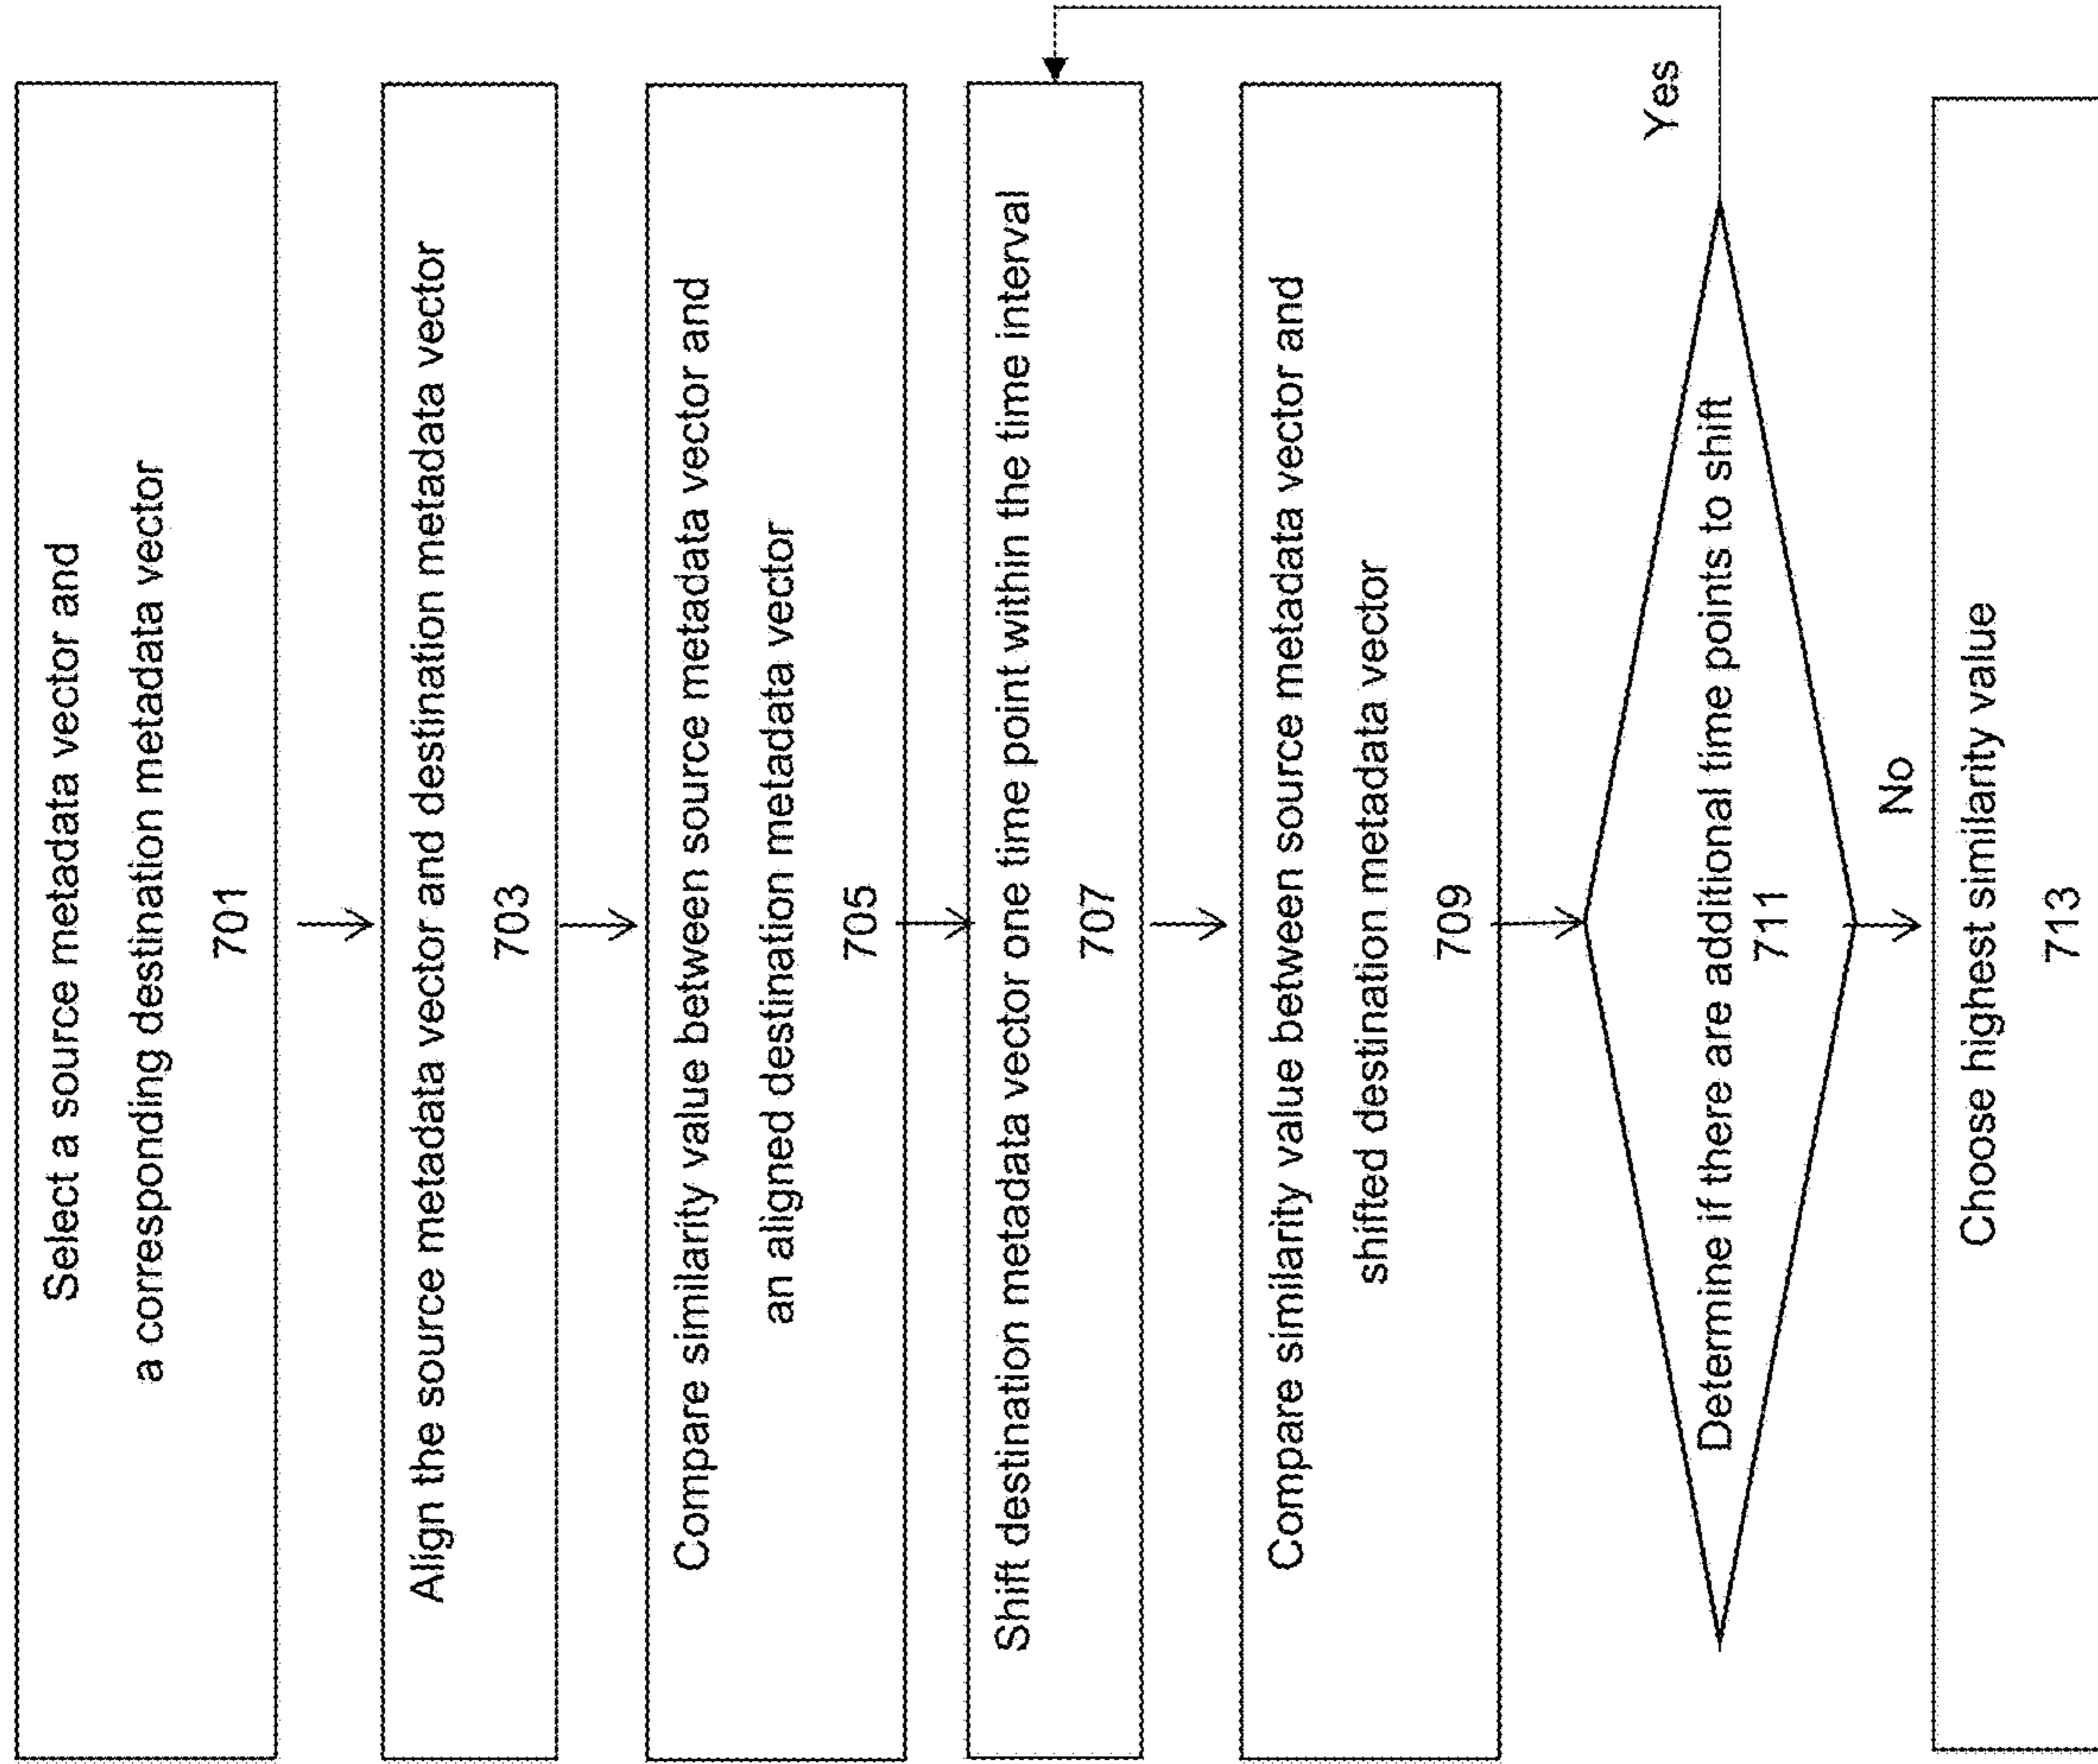 Select a source metadata vector and
a corresponding destination metadata vector
701
Align the source metadata vector and destination metadata vector
703
Compare similarity value between source metadata vector and
an aligned destination metadata vector
705
Shift destination metadata vector one time point within the time interval
707
Compare similarity value between source metadata vector and
shifted destination metadata vector
709
Yes
Determine if there are additional time points to shift
711
No
Choose highest similarity value
713